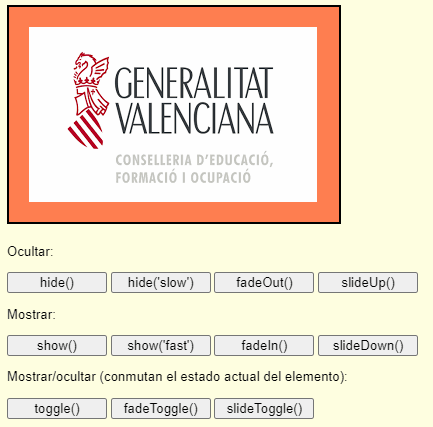 GENERALITAT
VALENCIANA
CONSELLERIA D'EDUCACIÓ,
FORMACIÓ I OCUPACIÓ
Ocultar:
hide() hide('slow') fadeOut() slideUp()
Mostrar:
show() show('fast') fadeIn() slideDown()
Mostrar/ocultar (conmutan el estado actual del elemento):
toggle() fadeToggle() slideToggle()